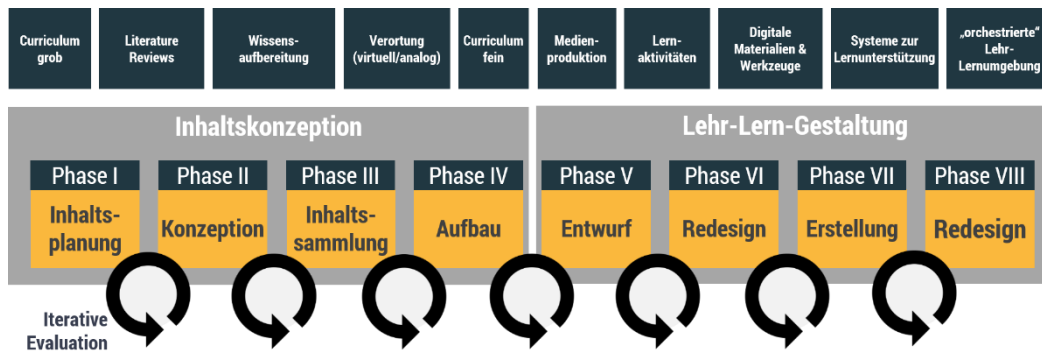 Curriculum
grob
Literature
Reviews
Wissens-
aufbereitung
Verortung
(virtuell/analog)
Curriculum
fein
Medien-
produktion
Lern-
aktivitäten
Digitale
Materialien &
Werkzeuge
Systeme zur
Lernunterstützung
„orchestrierte“
Lehr-
Lernumgebung
Inhaltskonzeption
Lehr-Lern-Gestaltung
Phase I
Inhalts-
planung
Phase II
Konzeption
Phase III
Inhalts-
sammlung
Phase IV
Aufbau
Phase V
Entwurf
Phase VI
Redesign
Phase VII
Erstellung
Phase VIII
Redesign
Iterative
Evaluation